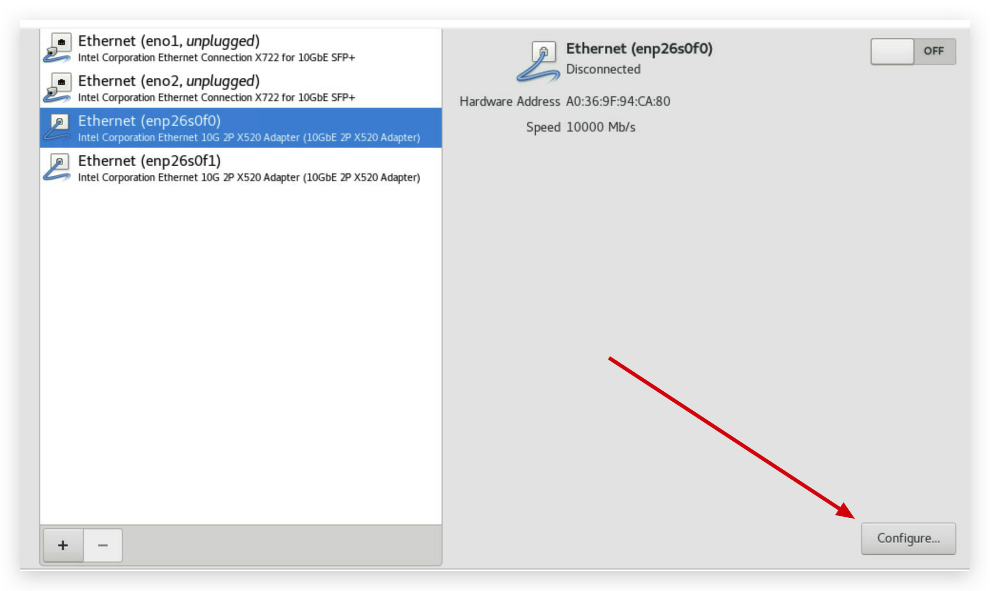 Ethernet (eno1, unplugged)
Intel Corporation Ethernet Connection X722 for 10GbE SFP+
Ethernet (eno2, unplugged)
Intel Corporation Ethernet Connection X722 for 10GbE SFP+
Ethernet (enp26s0f0)
Intel Corporation Ethernet 10G 2P X520 Adapter (10GbE 2P X520 Adapter)
Ethernet (enp26s0f1)
Intel Corporation Ethernet 10G 2P X520 Adapter (10GbE 2P X520 Adapter)
+ −
Ethernet (enp26s0f0)
Disconnected
OFF
Hardware Address A0:36:9F:94:CA:80
Speed 10000 Mb/s
Configure...